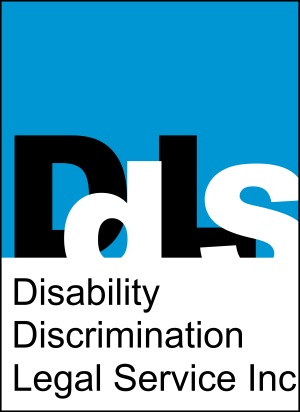 DdLS
Disability
Discrimination
Legal Service Inc